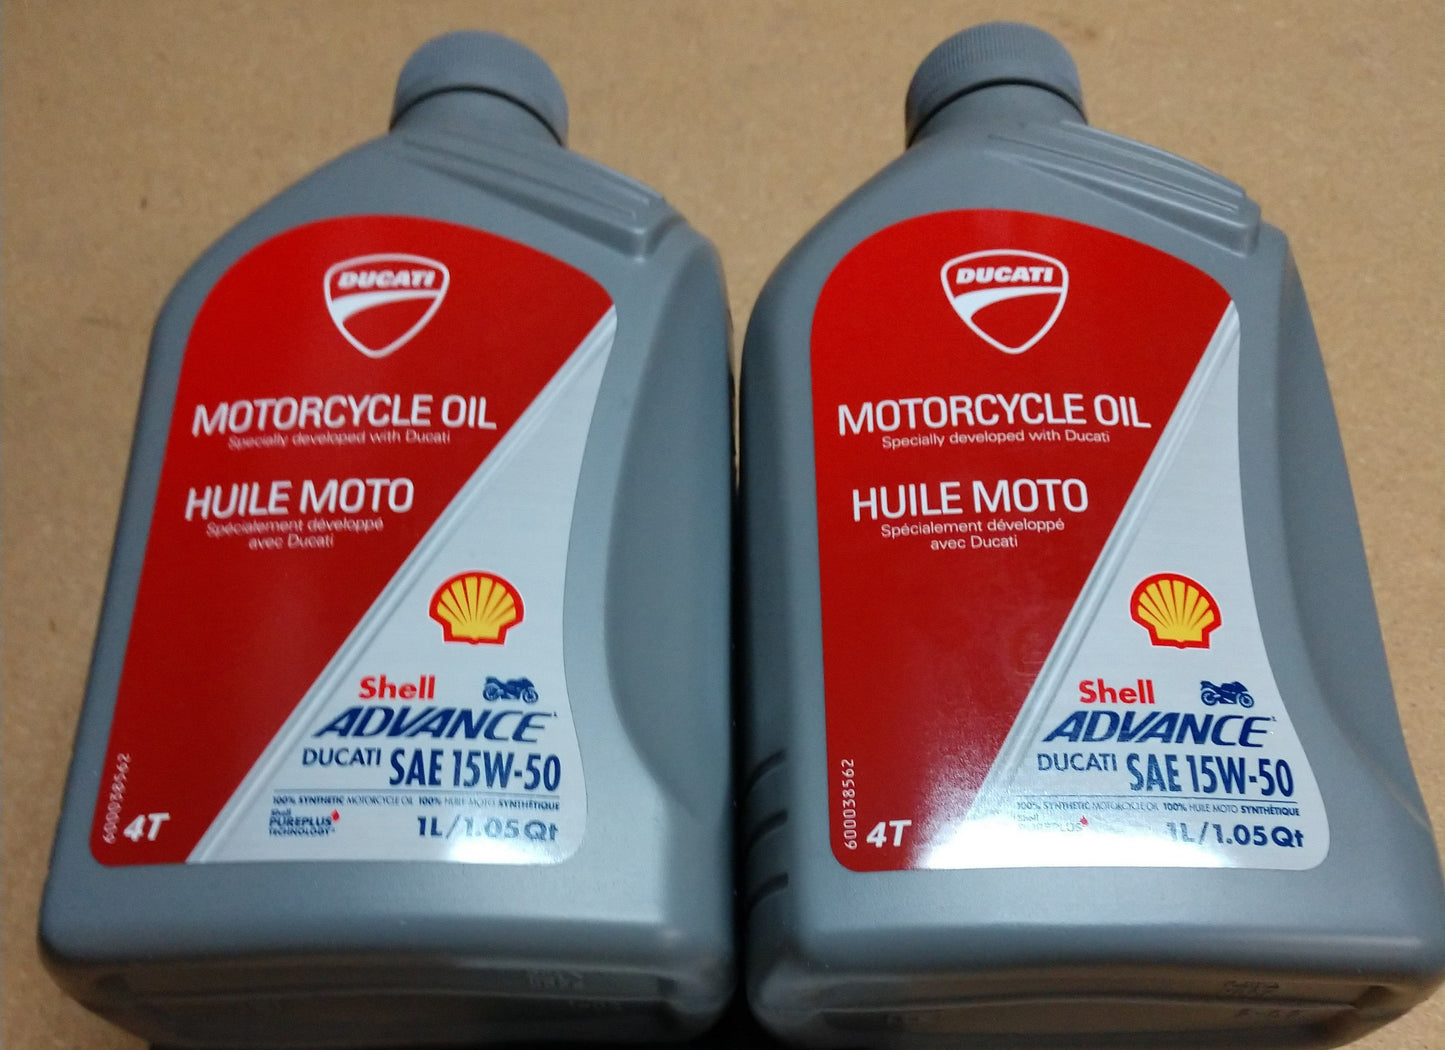 DUCATI
MOTORCYCLE OIL
Specially developed with Ducati
HUILE MOTO
Spécialement développé
avec Ducati
Shell
ADVANCE
DUCATI SAE 15W-50
100% SYNTHETIC MOTORCYCLE OIL 100% HUILE MOTO SYNTHÉTIQUE
Shell
PUREPLUS
TECHNOLOGY
1L/1.05Qt
4T
600038562
DUCATI
MOTORCYCLE OIL
Specially developed with Ducati
HUILE MOTO
Spécialement développé
avec Ducati
Shell
ADVANCE
DUCATI SAE 15W-50
100% SYNTHETIC MOTORCYCLE OIL 100% HUILE MOTO SYNTHÉTIQUE
Shell
PUREPLUS
1L/1.05Qt
4T
600038562